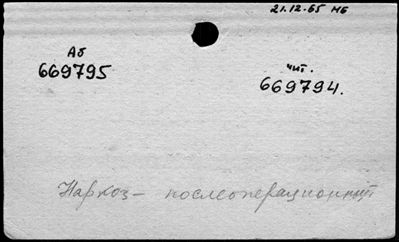 21.12.65 МБ
Аб
669795
чит.
669794.
Наркоз — послеоперационный